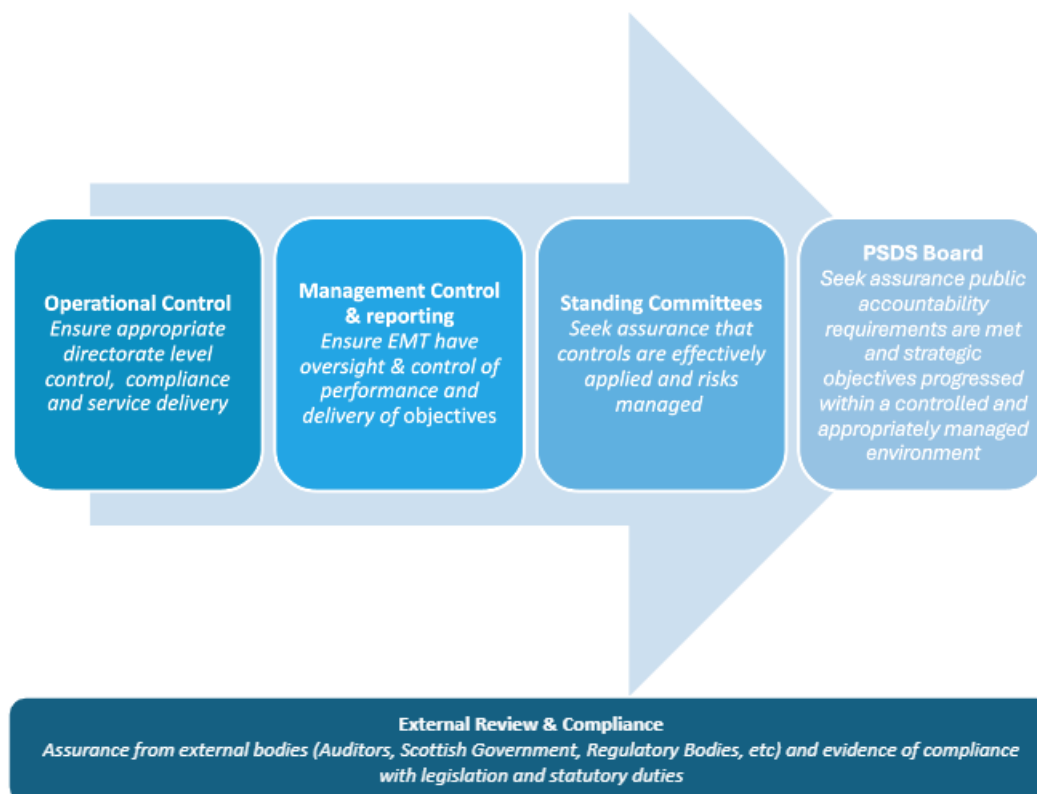 Operational Control
Ensure appropriate
directorate level
control, compliance
and service delivery
Management Control
& reporting
Ensure EMT have
oversight & control of
performance and
delivery of objectives
Standing Committees
Seek assurance that
controls are effectively
applied and risks
managed
PSDS Board
Seek assurance public
accountability
requirements are met
and strategic
objectives progressed
within a controlled and
appropriately managed
environment
External Review & Compliance
Assurance from external bodies (Auditors, Scottish Government, Regulatory Bodies, etc) and evidence of compliance
with legislation and statutory duties